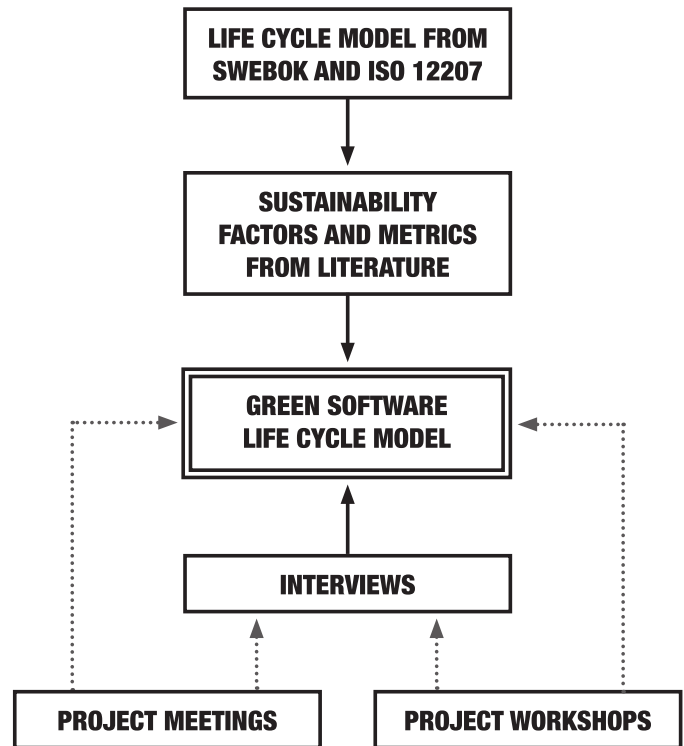 LIFE CYCLE MODEL FROM
SWEBOK AND ISO 12207
SUSTAINABILITY
FACTORS AND METRICS
FROM LITERATURE
GREEN SOFTWARE
LIFE CYCLE MODEL
INTERVIEWS
PROJECT MEETINGS
PROJECT WORKSHOPS